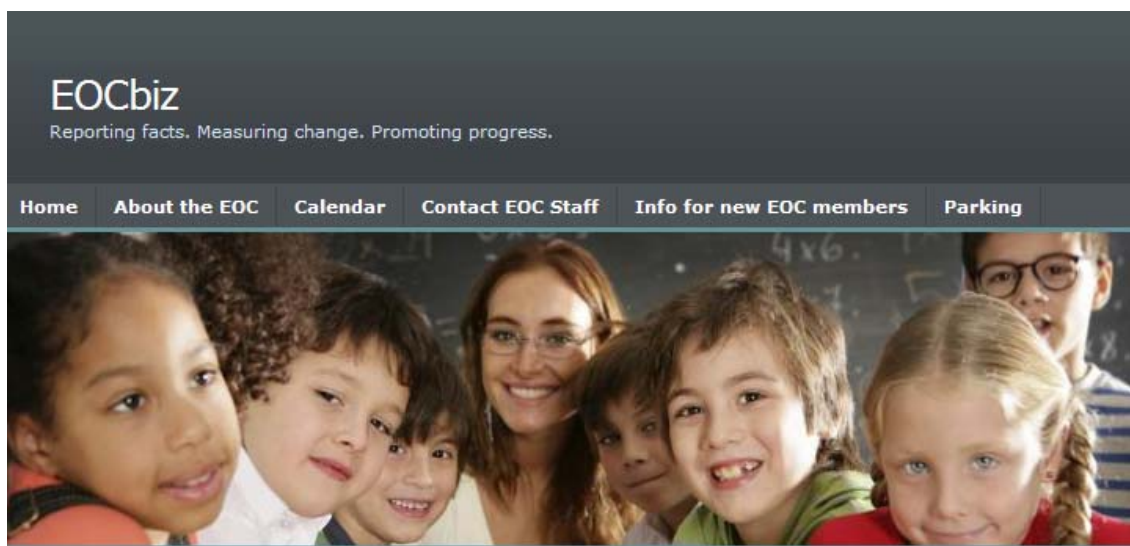 EOCbiz
Reporting facts. Measuring change. Promoting progress.
Home About the EOC Calendar Contact EOC Staff Info for new EOC members Parking
4x6.